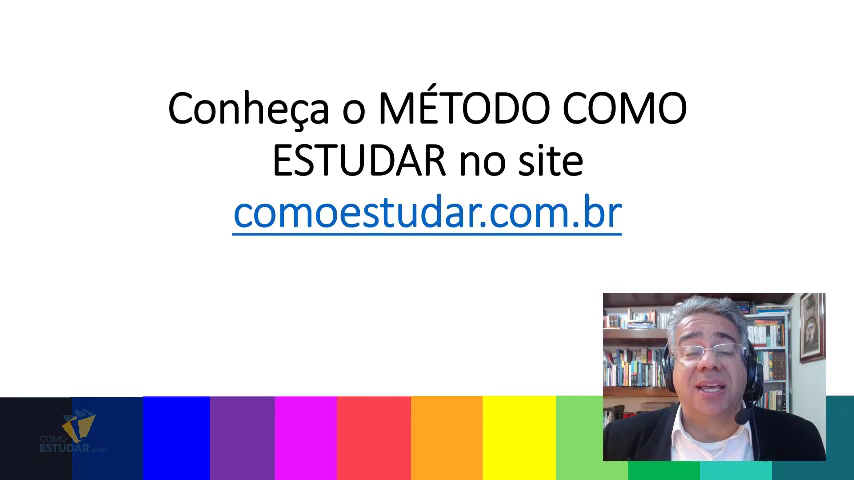 Conheça o MÉTODO COMO
ESTUDAR no site
comoestudar.com.br
COMO
ESTUDAR